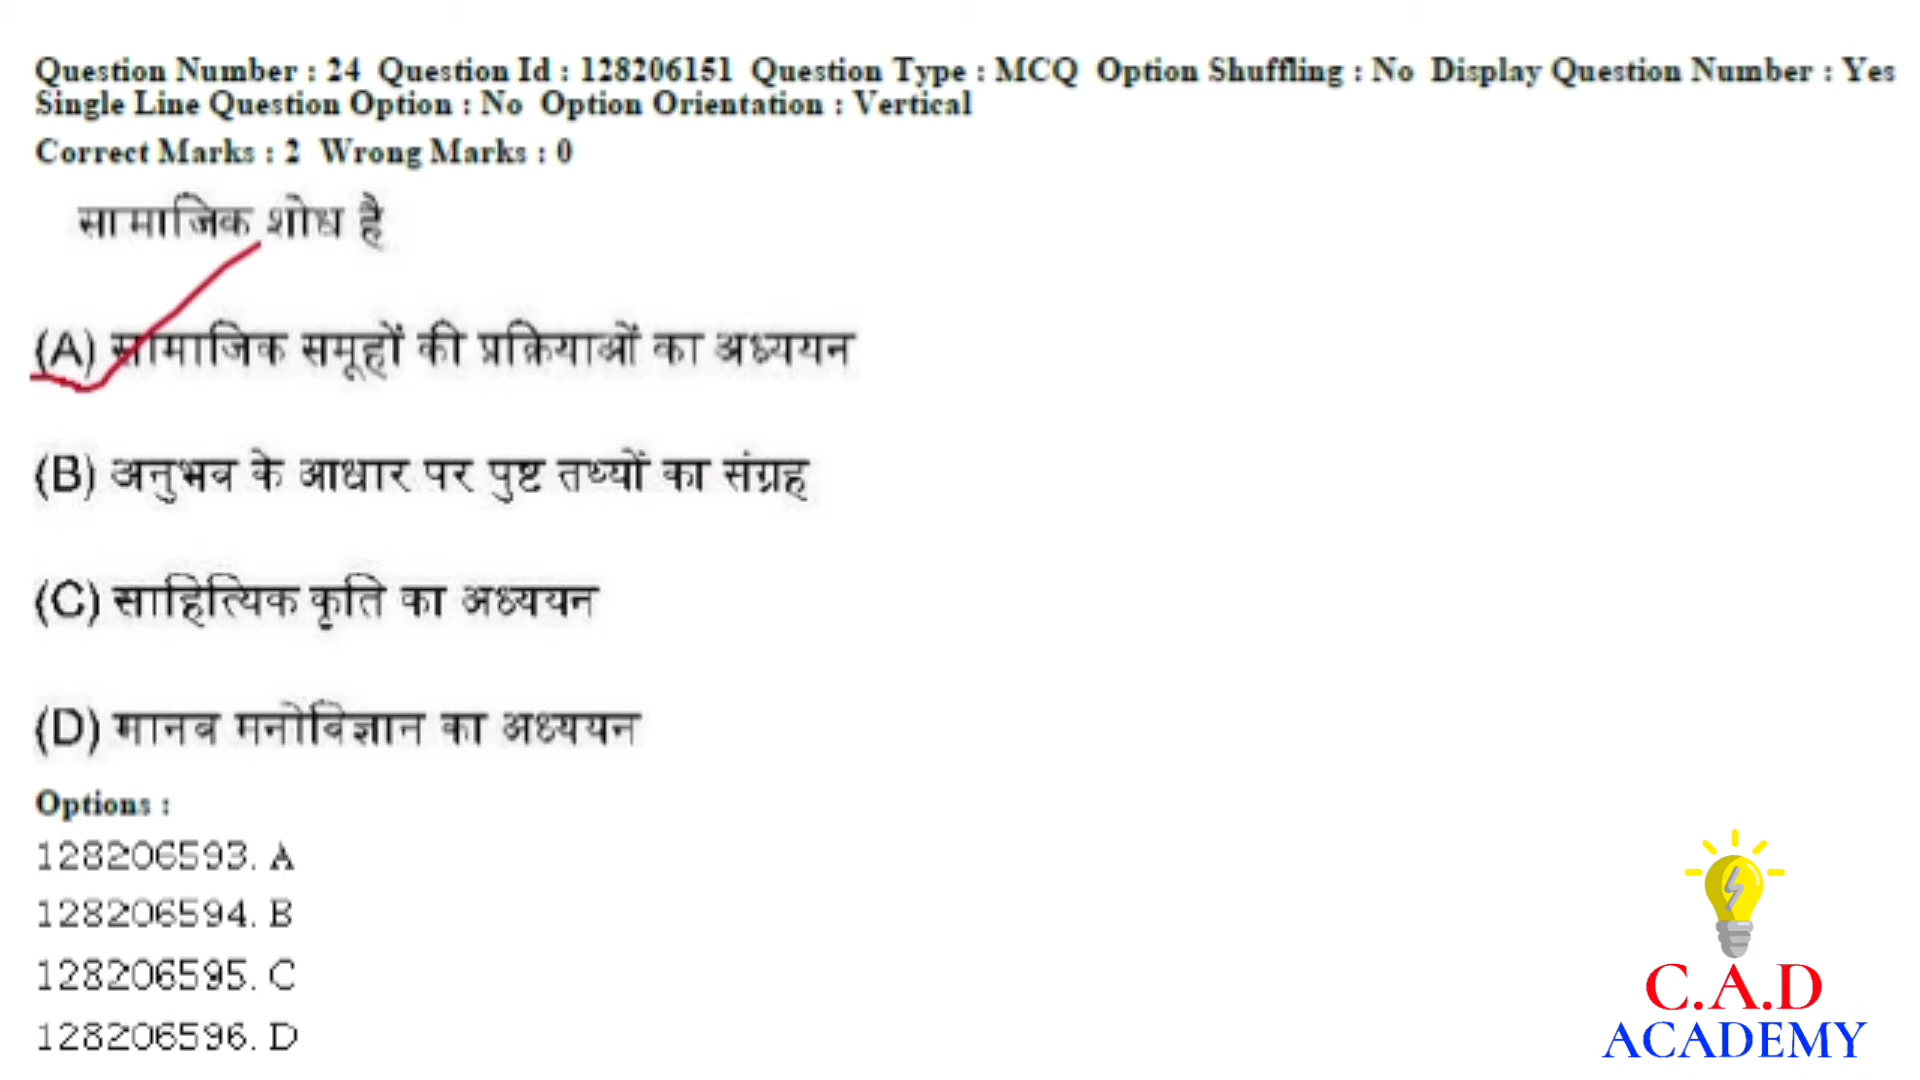 Question Number : 24 Question Id : 128206151 Question Type : MCQ Option Shuffling : No Display Question Number : Yes
Single Line Question Option : No Option Orientation : Vertical
Correct Marks : 2 Wrong Marks : 0
सामाजिक शोध है
(A) सामाजिक समूहों की प्रक्रियाओं का अध्ययन
(B) अनुभव के आधार पर पुष्ट तथ्यों का संग्रह
(C) साहित्यिक कृति का अध्ययन
(D) मानव मनोविज्ञान का अध्ययन
Options :
128206593. A
128206594. B
128206595. C
128206596. D
C.A.D
ACADEMY